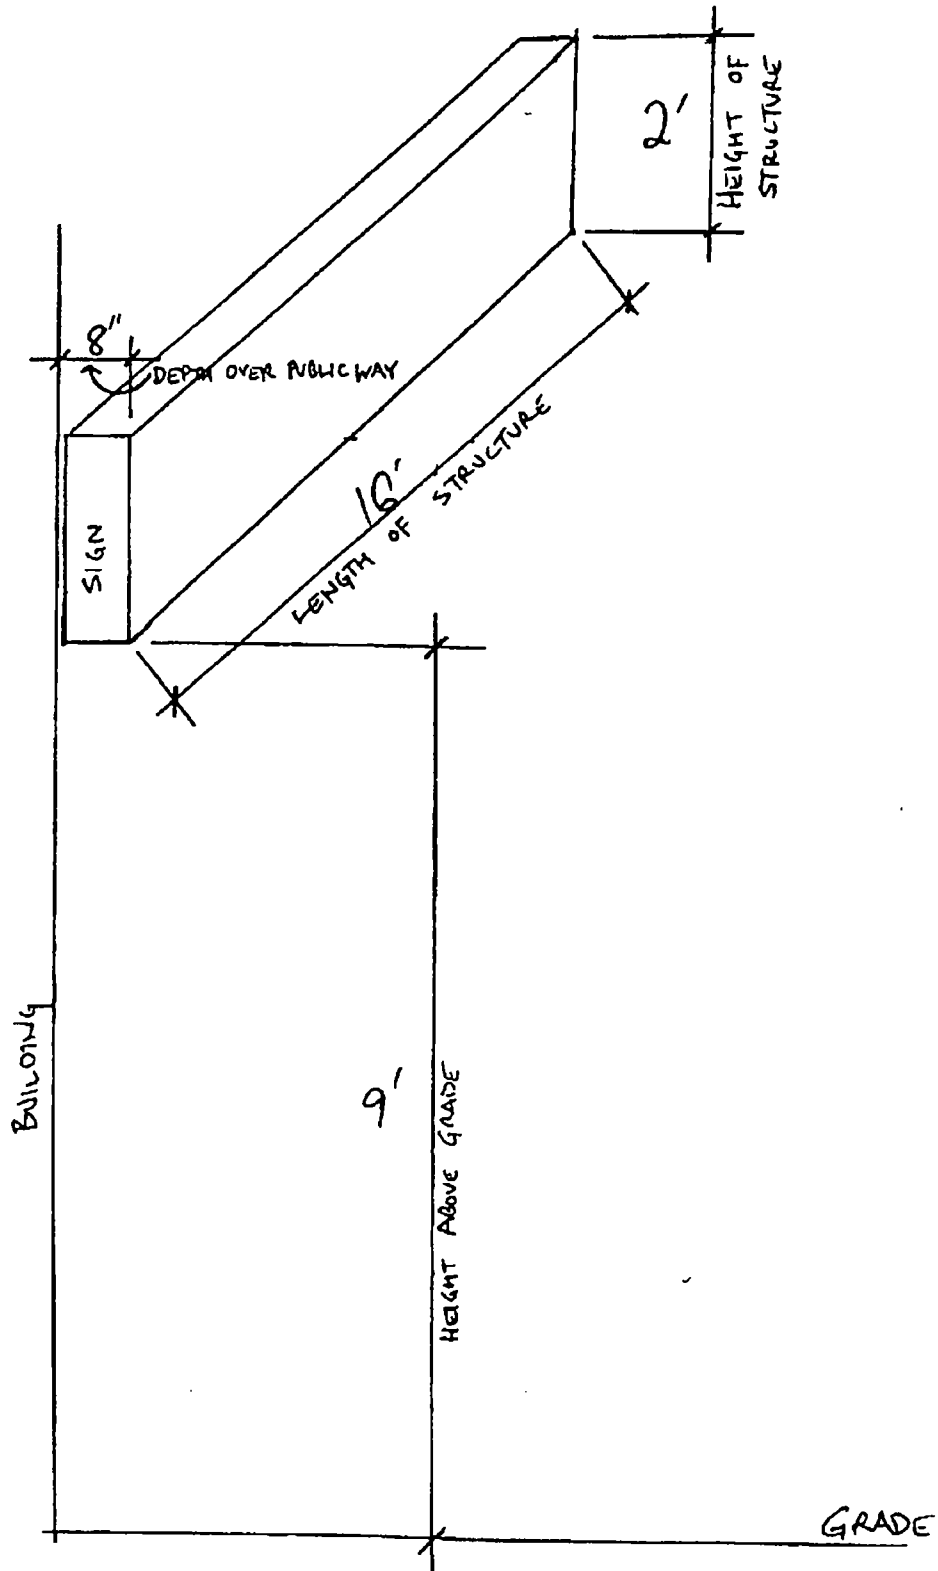 2'
HEIGHT OF
STRUCTURE
8"
DEPTH OVER PUBLIC WAY
SIGN
16'
LENGTH OF STRUCTURE
BUILDING
9'
HEIGHT ABOVE GRADE
GRADE